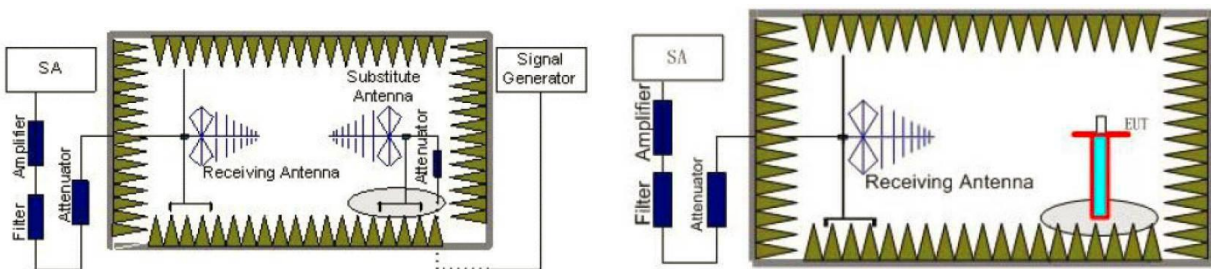 SA
Amplifier
Filter
Attenuator
Receiving Antenna
Substitute
Antenna
Attenuator
Signal
Generator
SA
Amplifier
Filter
Attenuator
Receiving Antenna
EUT